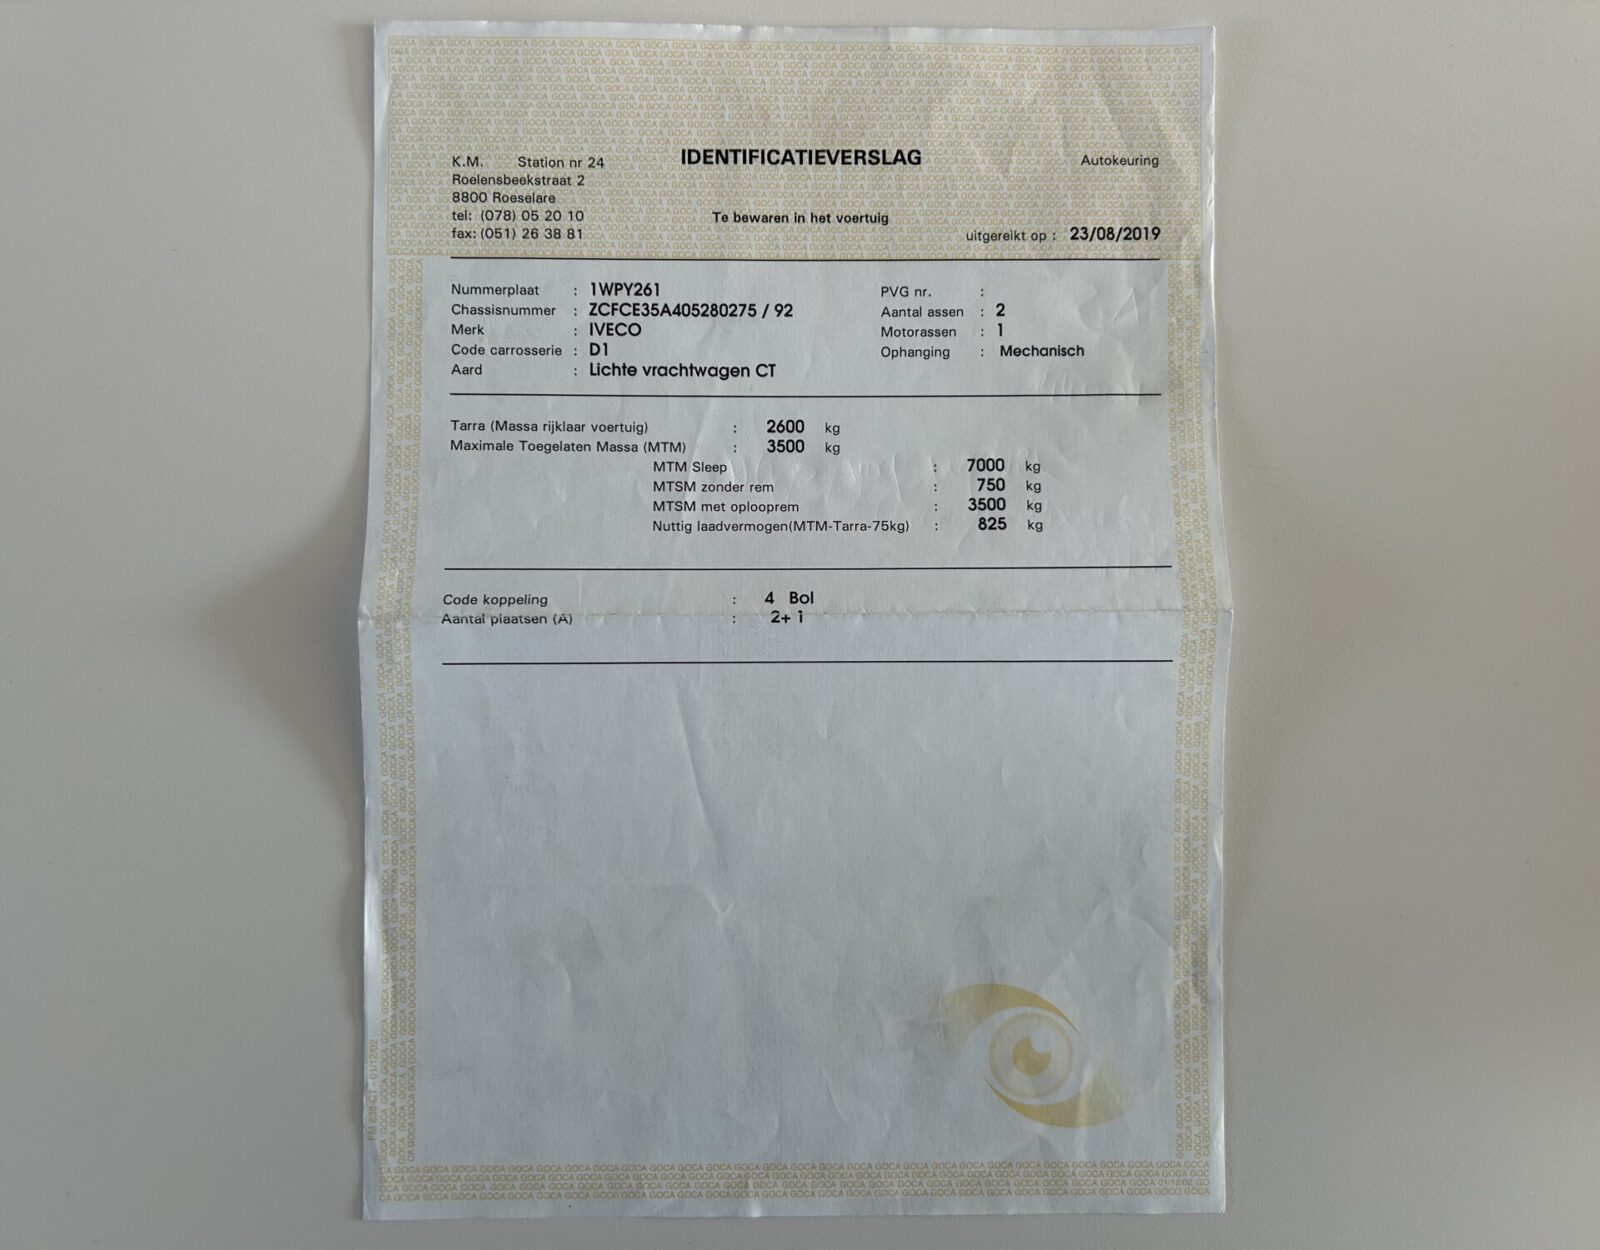 K.M. Station nr 24
Roelensbeekstraat 2
8800 Roeselare
tel: (078) 05 20 10
fax: (051) 26 38 81
IDENTIFICATIEVERSLAG
Te bewaren in het voertuig
Autokeuring
uitgereikt op : 23/08/2019
Nummerplaat : 1WPY261
Chassisnummer : ZCFCE35A405280275 / 92
Merk : IVECO
Code carrosserie : D1
Aard : Lichte vrachtwagen CT
PVG nr. :
Aantal assen : 2
Motorassen : 1
Ophanging : Mechanisch
Tarra (Massa rijklaar voertuig) : 2600 kg
Maximale Toegelaten Massa (MTM) : 3500 kg
MTM Sleep : 7000 kg
MTSM zonder rem : 750 kg
MTSM met oplooprem : 3500 kg
Nuttig laadvermogen(MTM-Tarra-75kg) : 825 kg
Code koppeling : 4 Bol
Aantal plaatsen (A) : 2+ 1